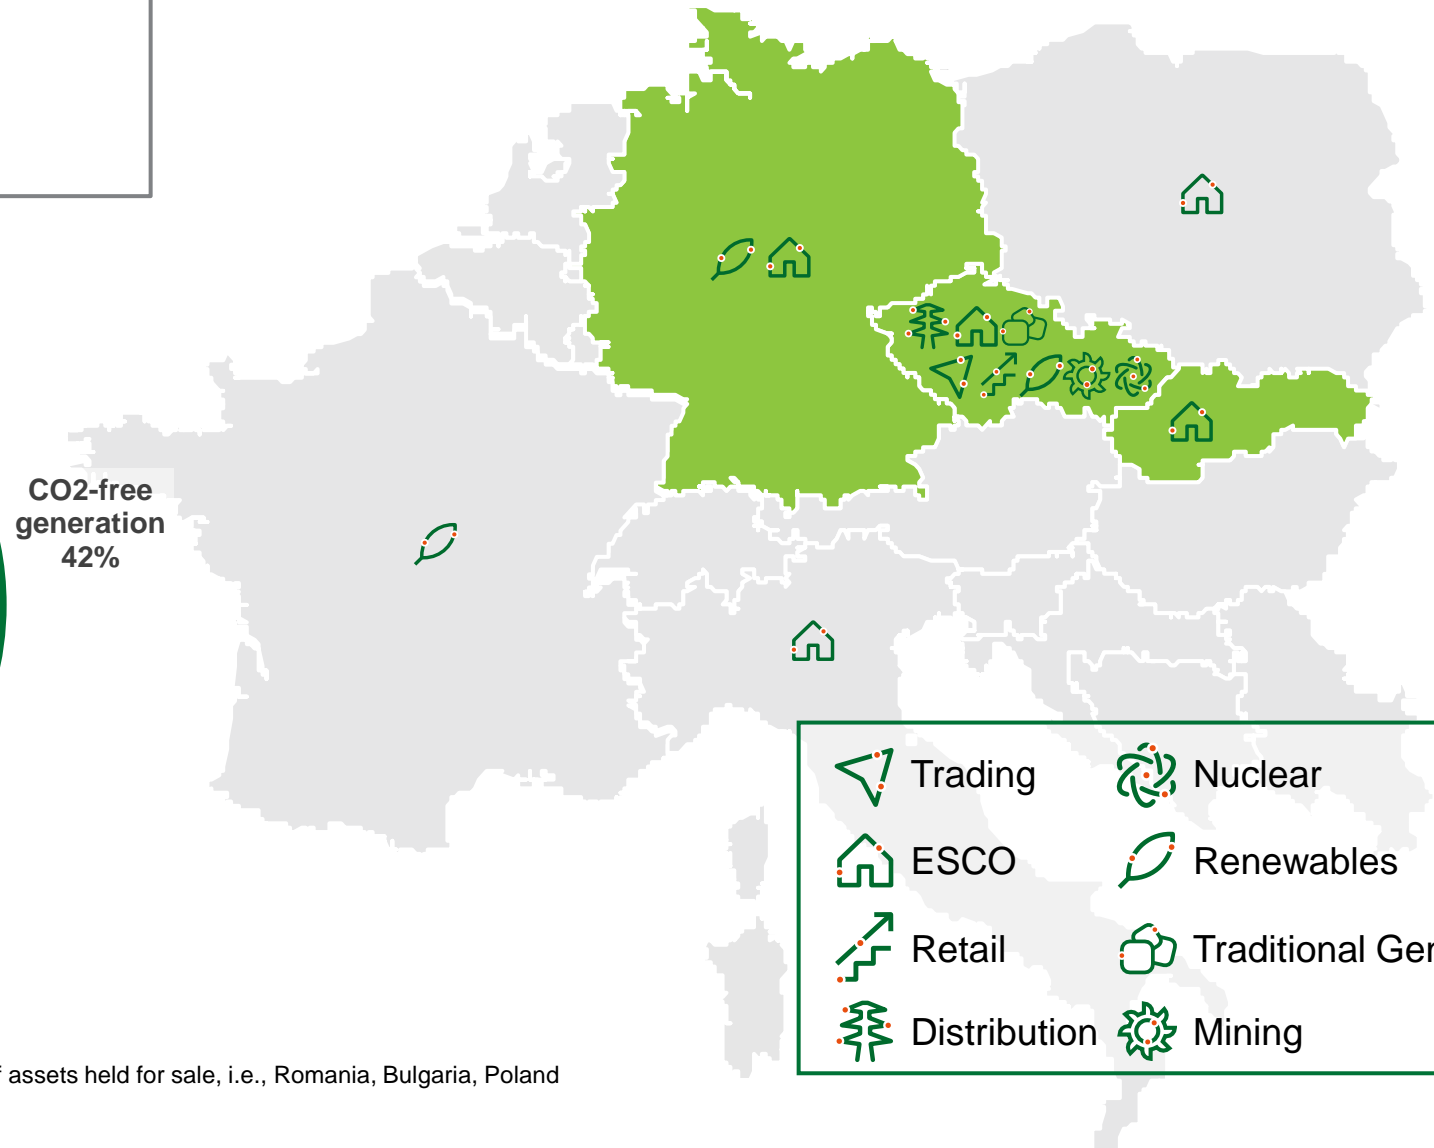 CO2-free
generation
42%
Trading
Nuclear
ESCO
Renewables
Retail
Traditional
Distribution
Mining
assets held for sale, i.e., Romania, Bulgaria, Poland